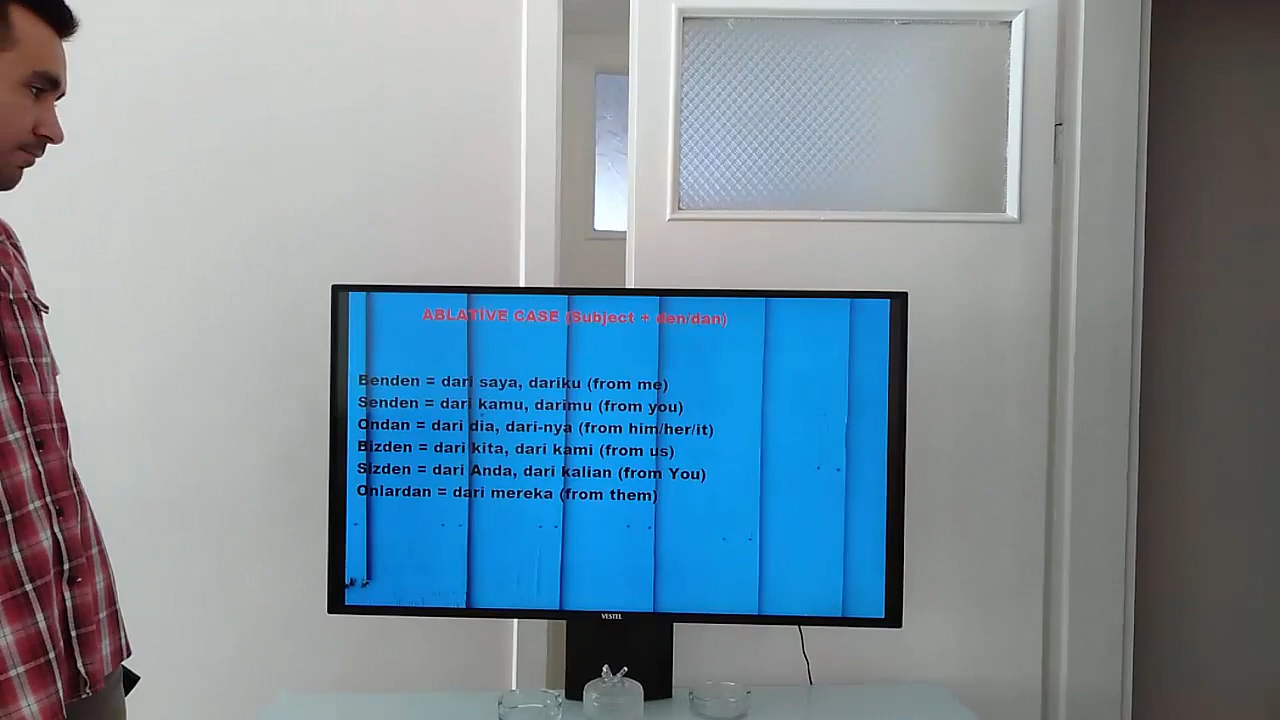 ABLATİVE CASE (Subject + den/dan)
Benden = dari saya, dariku (from me)
Senden = dari kamu, darimu (from you)
Ondan = dari dia, dari-nya (from him/her/it)
Bizden = dari kita, dari kami (from us)
Sizden = dari Anda, dari kalian (from You)
Onlardan = dari mereka (from them)
VESTEL